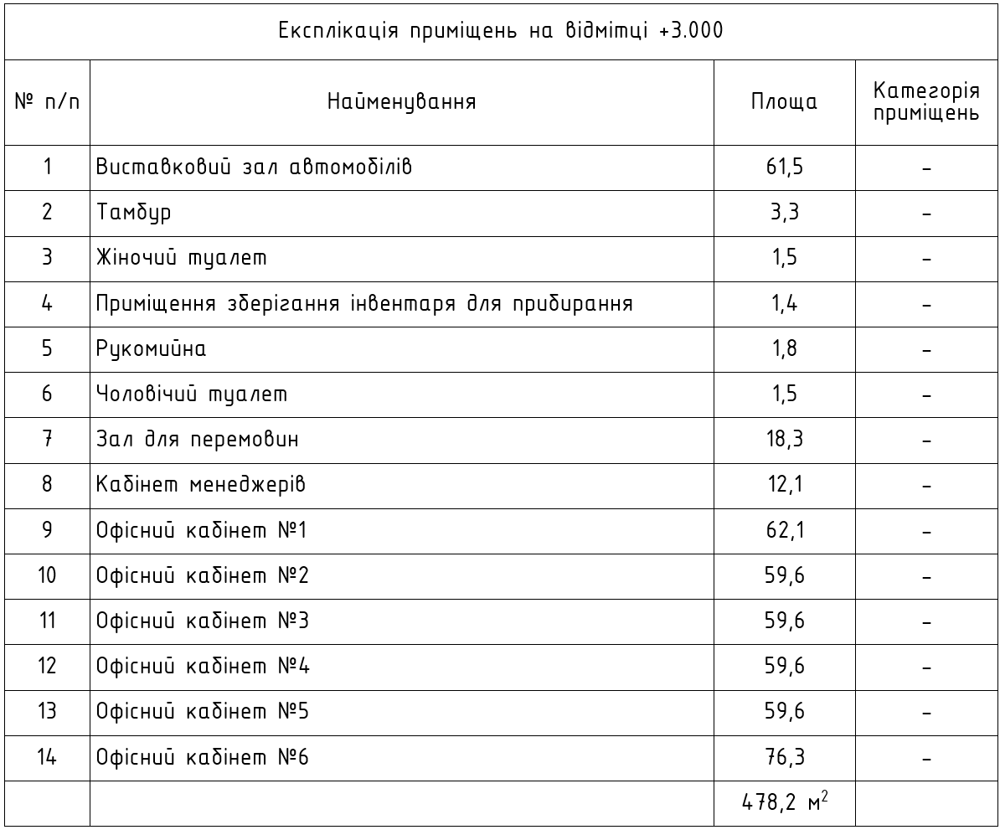 Експлікація приміщень на відмітці +3.000
№ п/п Найменування Площа Категорія приміщень
1 Виставковий зал автомобілів 61,5 –
2 Тамбур 3,3 –
3 Жіночий туалет 1,5 –
4 Приміщення зберігання інвентаря для прибирання 1,4 –
5 Рукомийна 1,8 –
6 Чоловічий туалет 1,5 –
7 Зал для перемовин 18,3 –
8 Кабінет менеджерів 12,1 –
9 Офісний кабінет №1 62,1 –
10 Офісний кабінет №2 59,6 –
11 Офісний кабінет №3 59,6 –
12 Офісний кабінет №4 59,6 –
13 Офісний кабінет №5 59,6 –
14 Офісний кабінет №6 76,3 –
478,2 м²